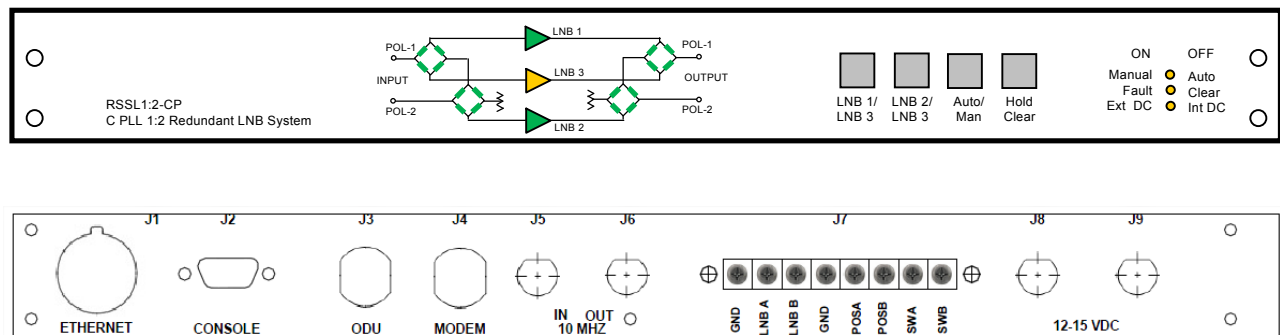 LNB 1
POL-1
POL-1
LNB 3
INPUT
OUTPUT
POL-2
POL-2
LNB 2
RSSL1:2-CP
C PLL 1:2 Redundant LNB System
LNB 1/
LNB 3
LNB 2/
LNB 3
Auto/
Man
Hold
Clear
ON OFF
Manual Auto
Fault Clear
Ext DC Int DC
J1 J2 J3 J4 J5 J6 J7 J8 J9
ETHERNET
CONSOLE
ODU
MODEM
IN OUT
10 MHZ
GND
LNB A
LNB B
GND
POSA
POSB
SWA
SWB
12-15 VDC